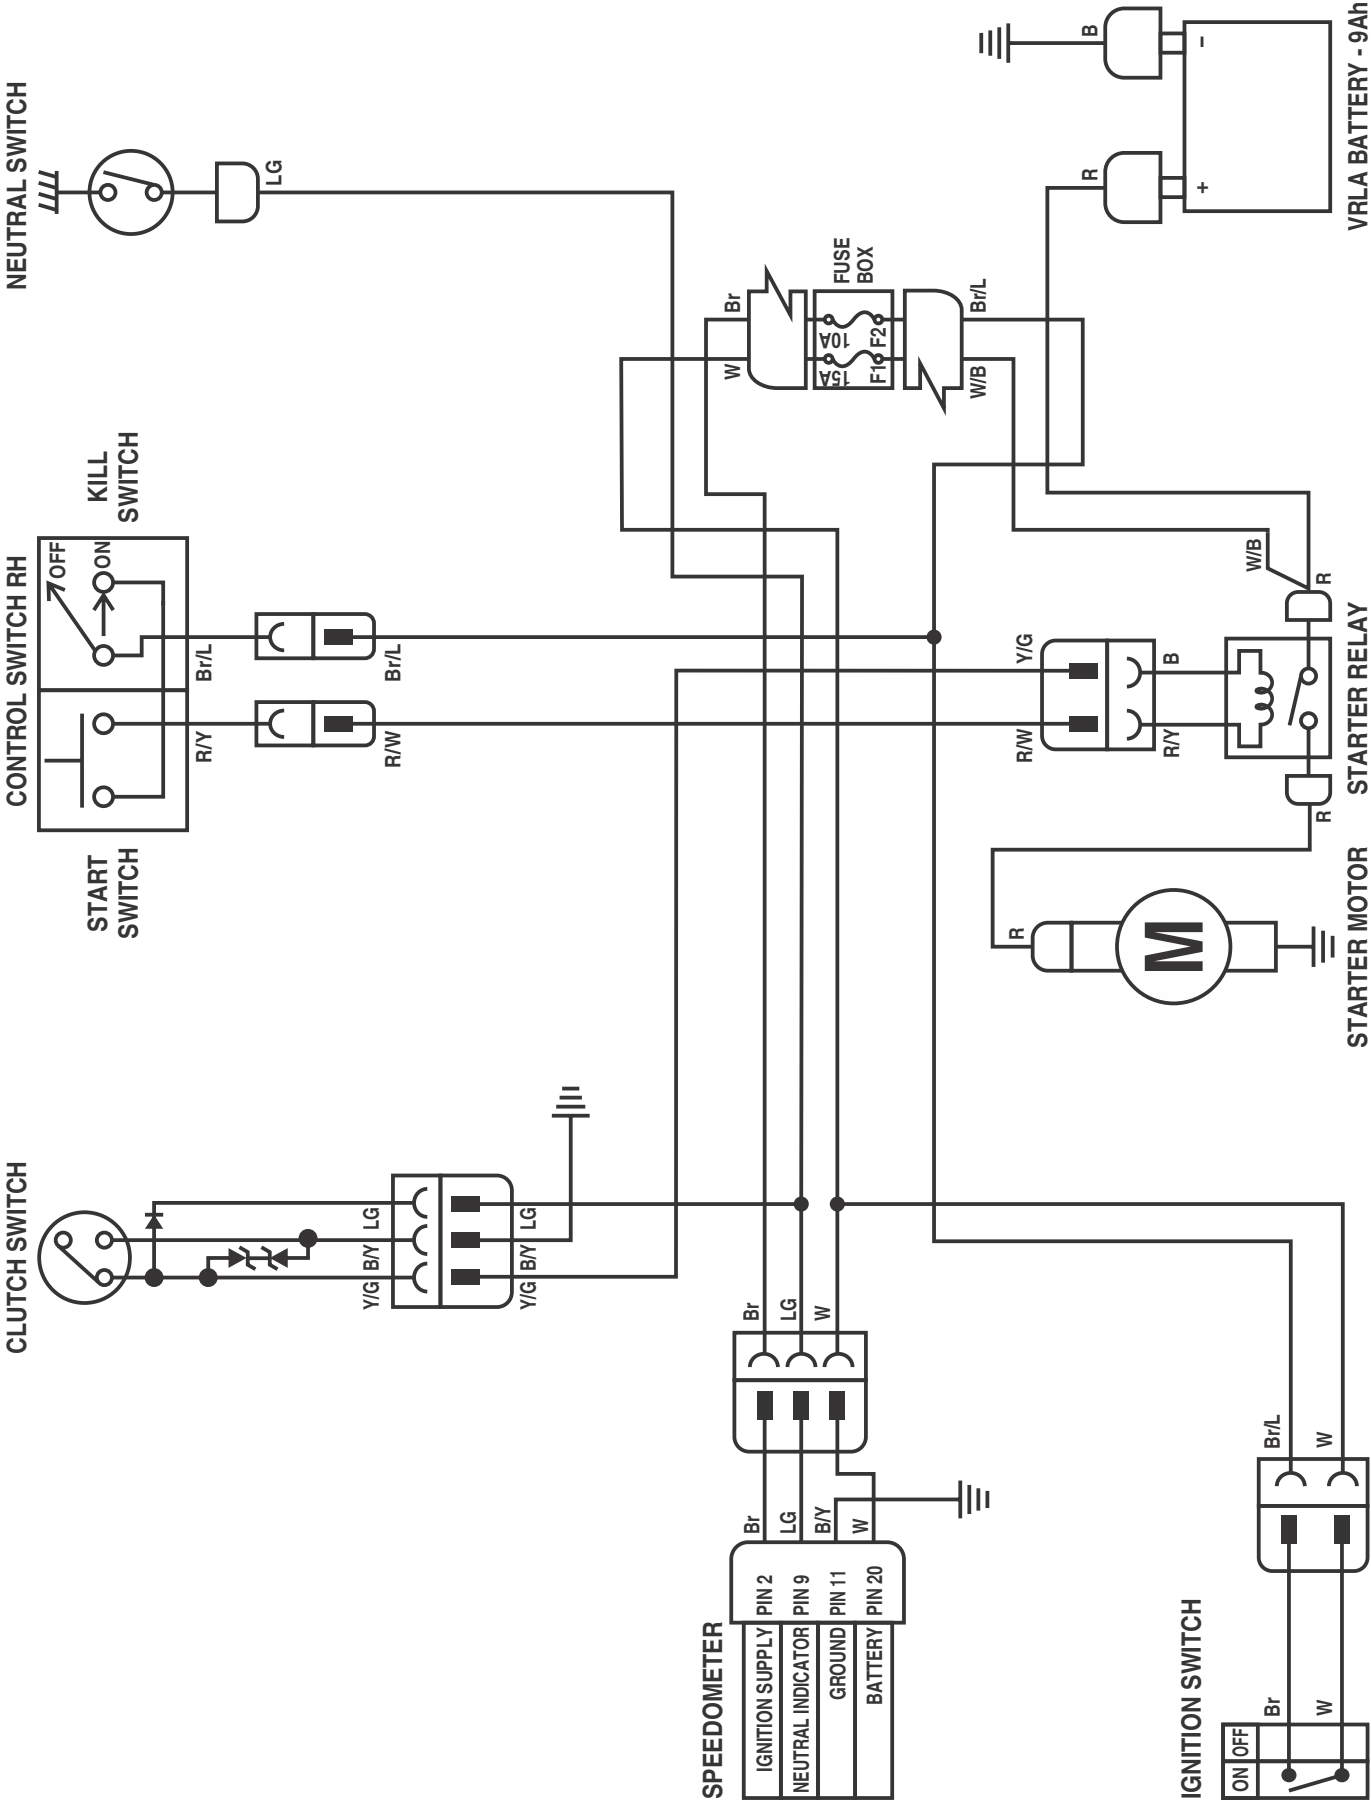 CLUTCH SWITCH
START
SWITCH
CONTROL SWITCH RH
KILL
SWITCH
OFF
ON
NEUTRAL SWITCH
R/Y
Br/L
LG
Y/G
B/Y
LG
R/W
Br/L
Y/G
B/Y
LG
SPEEDOMETER
IGNITION SUPPLY
PIN 2
NEUTRAL INDICATOR
PIN 9
GROUND
PIN 11
BATTERY
PIN 20
Br
LG
B/Y
W
Br
LG
W
W
Br
15A
10A
F1
F2
FUSE
BOX
W/B
Br/L
R/W
Y/G
R/Y
B
R
M
STARTER MOTOR
R
STARTER RELAY
R
W/B
R
+
B
-
VRLA BATTERY - 9Ah
IGNITION SWITCH
ON
OFF
Br
W
Br/L
W